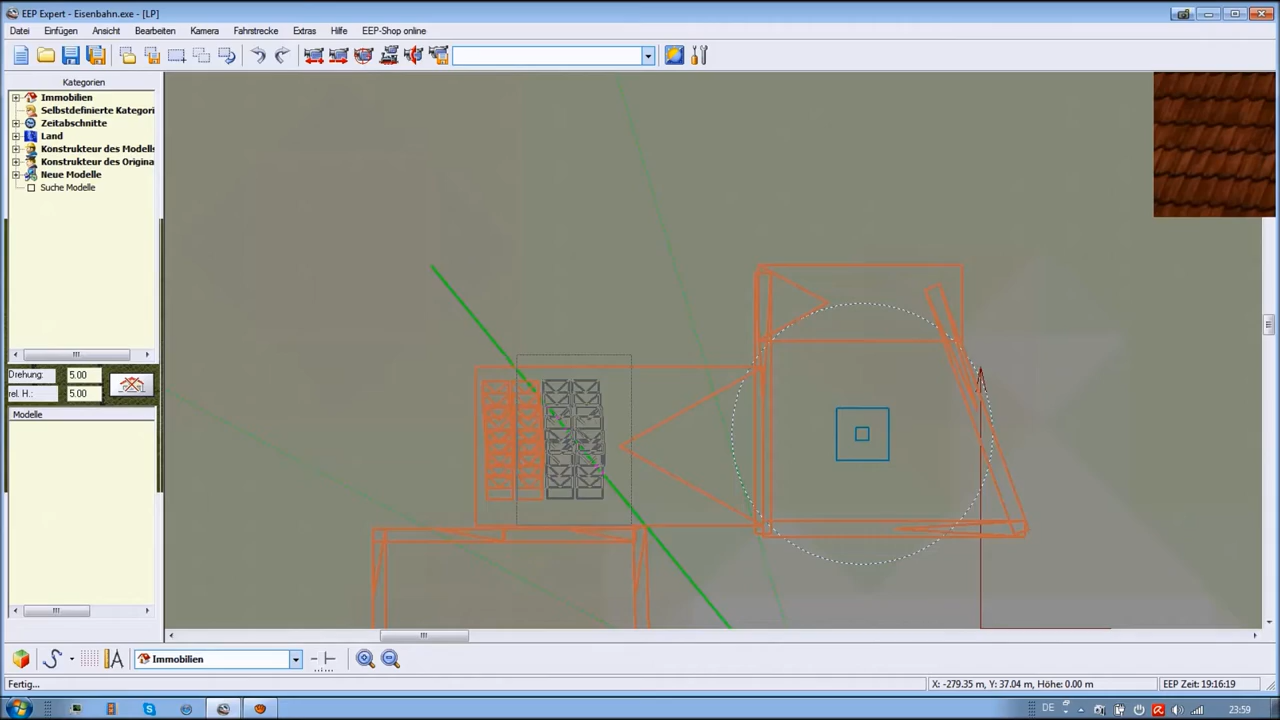 EEP Expert - Eisenbahn.exe - [LP]
Datei Einfügen Ansicht Bearbeiten Kamera Fahrstrecke Extras Hilfe EEP-Shop online
Kategorien
Immobilien
Selbstdefinierte Kategori
Zeitabschnitte
Land
Konstrukteur des Modells
Konstrukteur des Origina
Neue Modelle
Suche Modelle
Drehung: 5.00
rel. H.: 5.00
Modelle
Immobilien
Fertig...
X: -279.35 m, Y: 37.04 m, Höhe: 0.00 m
EEP Zeit: 19:16:19
DE
23:59